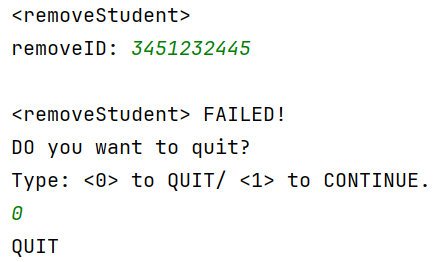 <removeStudent>
removeID: 3451232445
<removeStudent> FAILED!
DO you want to quit?
Type: <0> to QUIT/ <1> to CONTINUE.
0
QUIT